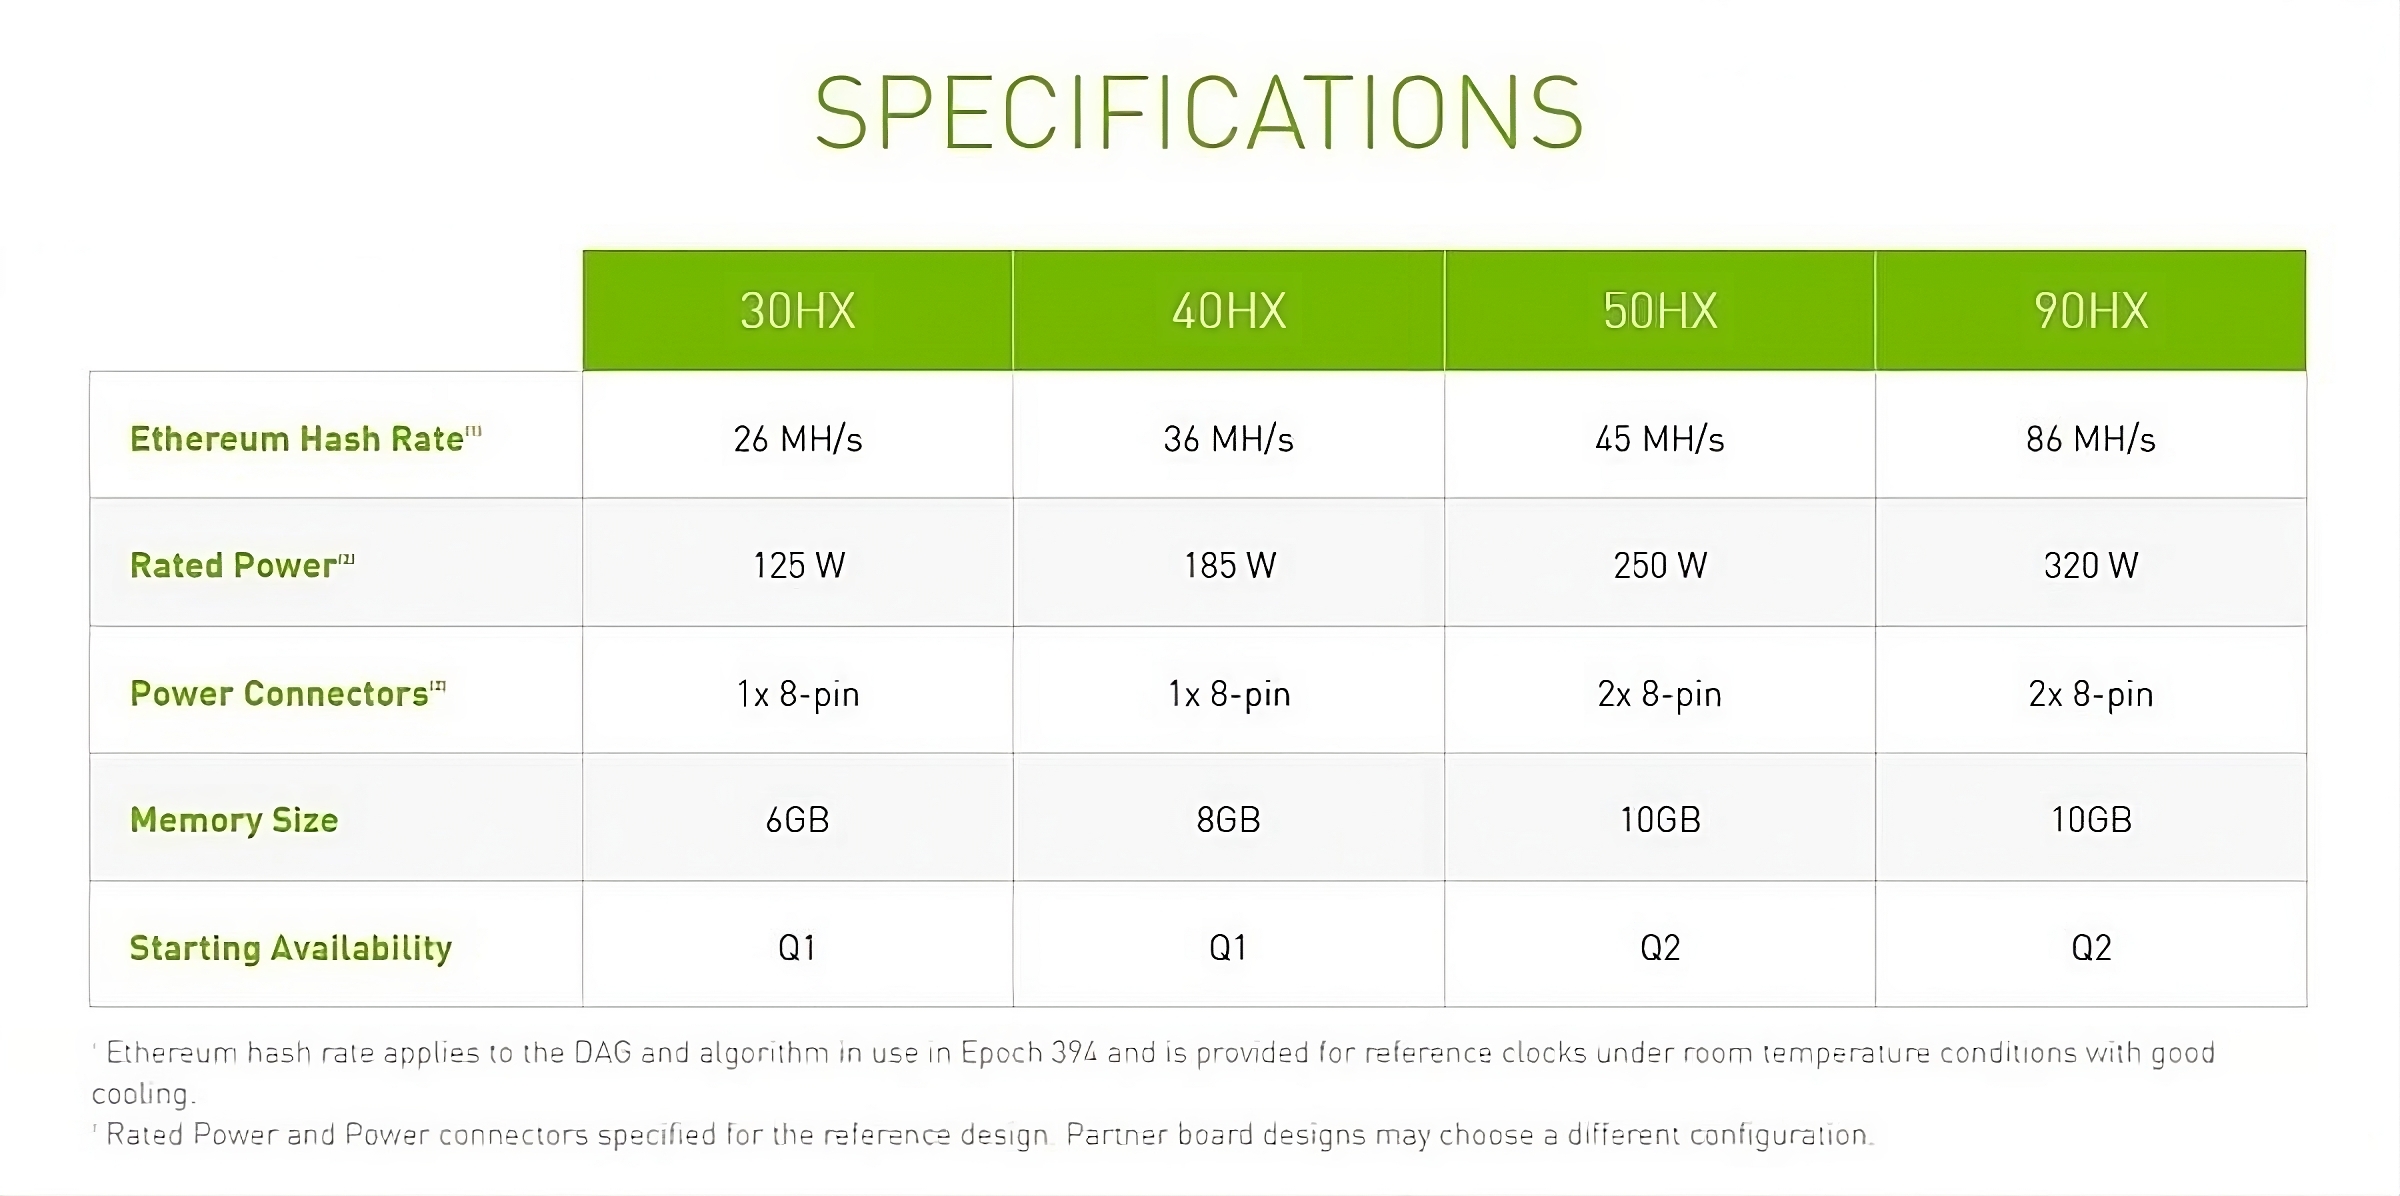 SPECIFICATIONS
30HX 40HX 50HX 90HX
Ethereum Hash Rate[1] 26 MH/s 36 MH/s 45 MH/s 86 MH/s
Rated Power[2] 125 W 185 W 250 W 320 W
Power Connectors[2] 1x 8-pin 1x 8-pin 2x 8-pin 2x 8-pin
Memory Size 6GB 8GB 10GB 10GB
Starting Availability Q1 Q1 Q2 Q2
Ethereum hash rate applies to the DAG and algorithm in use in Epoch 394 and is provided for reference clocks under room temperature conditions with good
cooling.
Rated Power and Power connectors specified for the reference design. Partner board designs may choose a different configuration.